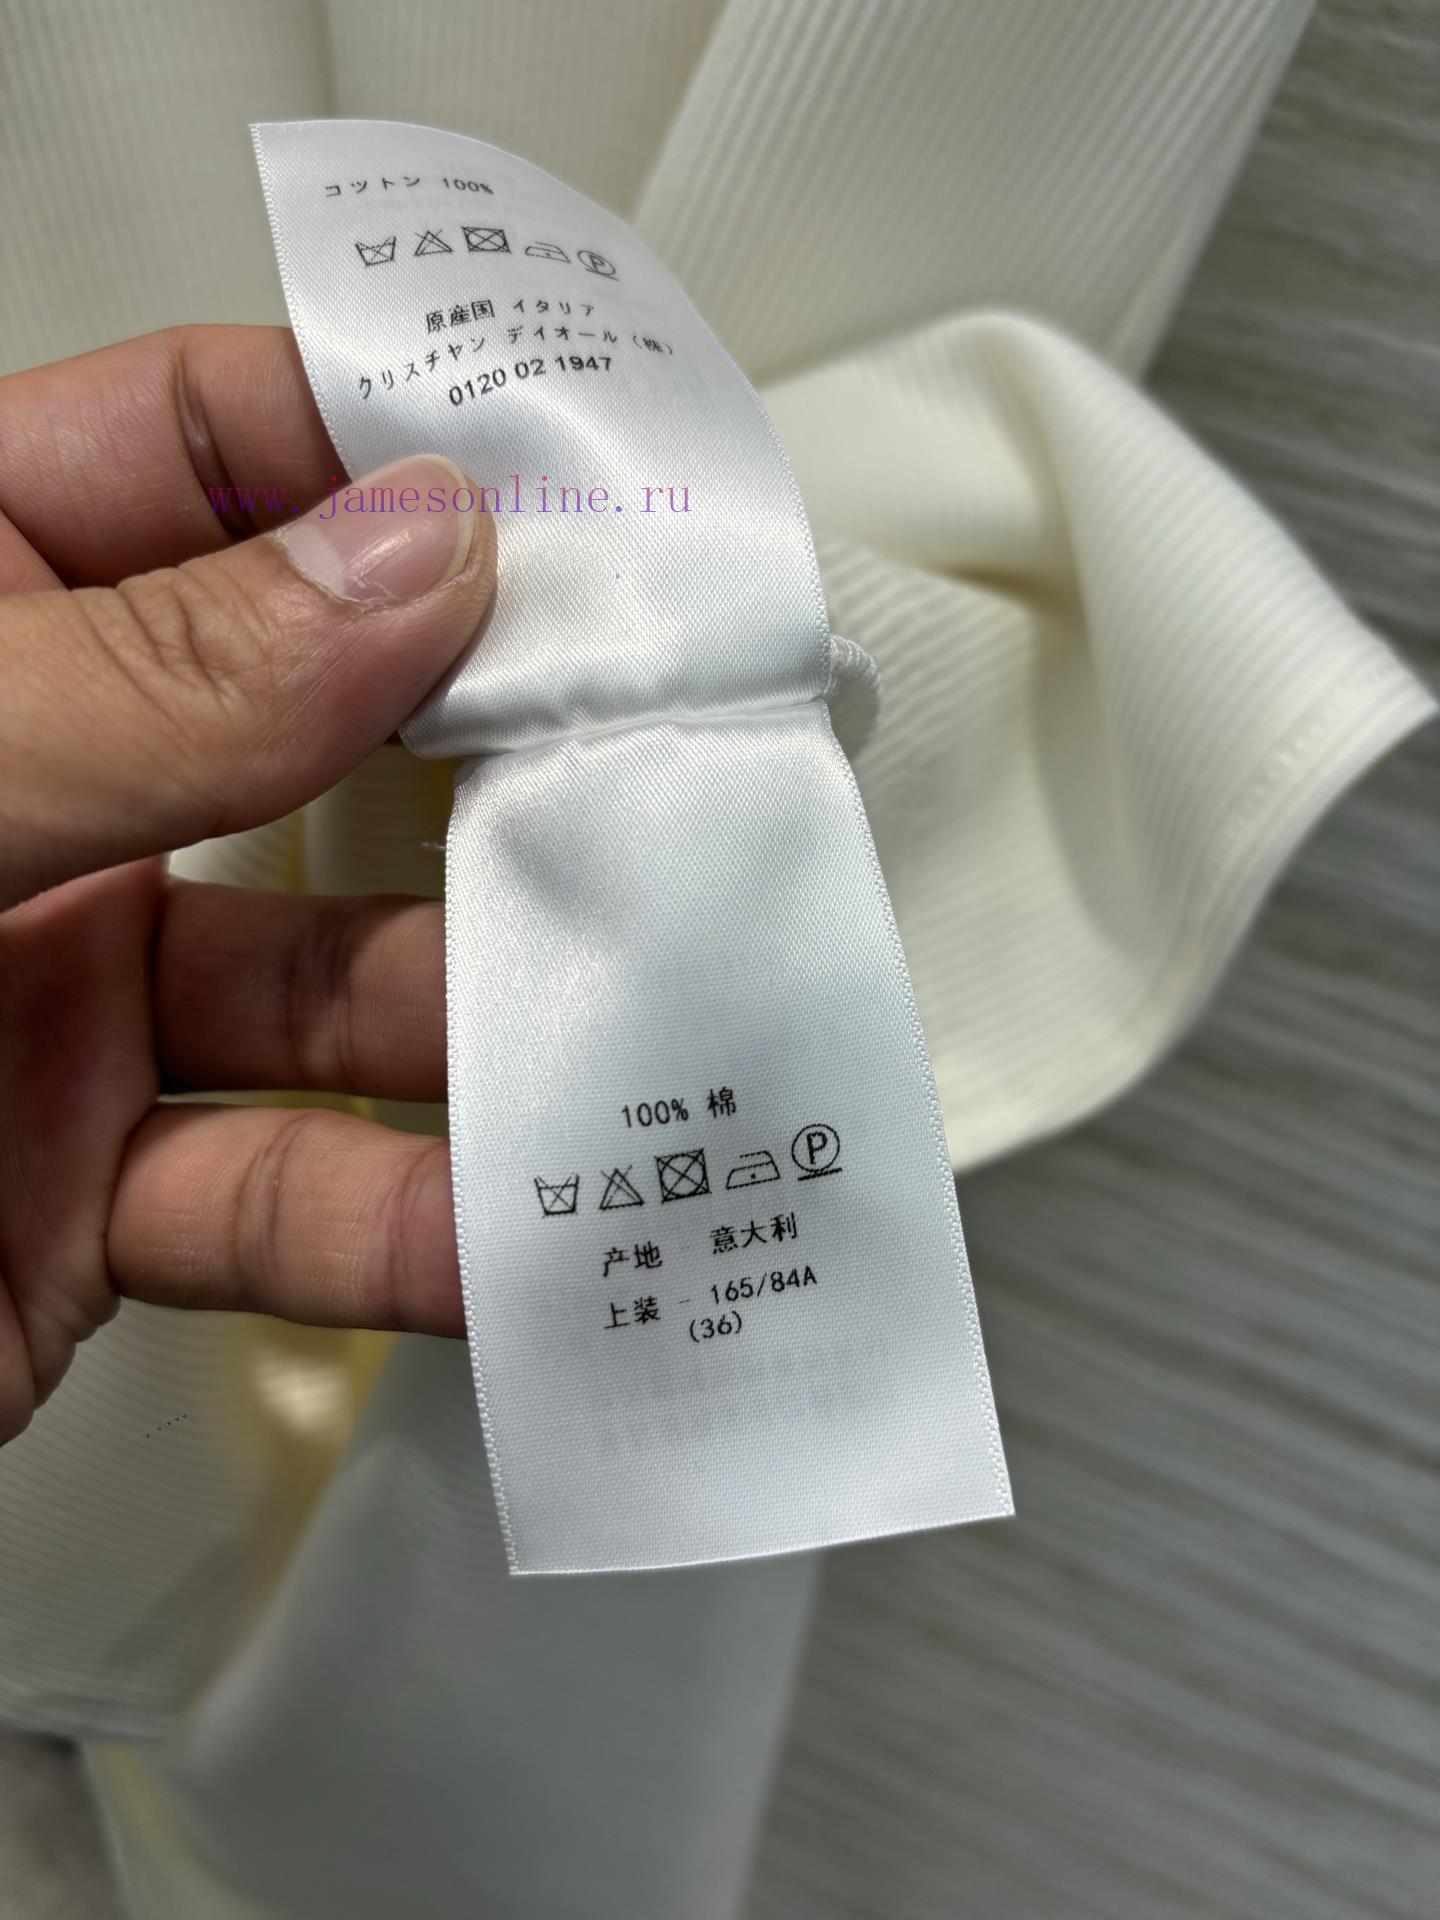 コットン 100%
P
原産国 イタリア
クリスチヤン デイオール (株)
0120 02 1947
www.jamesonline.ru
100% 棉
P
产地 - 意大利
上装 - 165/84A
(36)